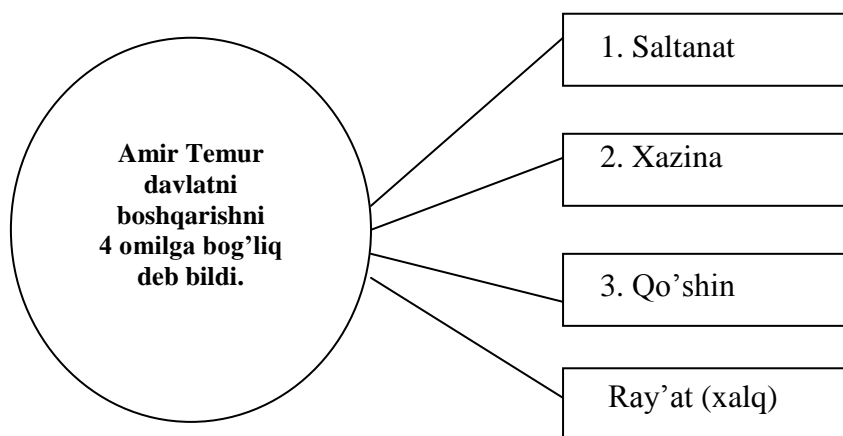 Amir Temur
davlatni
boshqarishni
4 omilga bog’liq
deb bildi.
1. Saltanat
2. Xazina
3. Qo’shin
Ray’at (xalq)